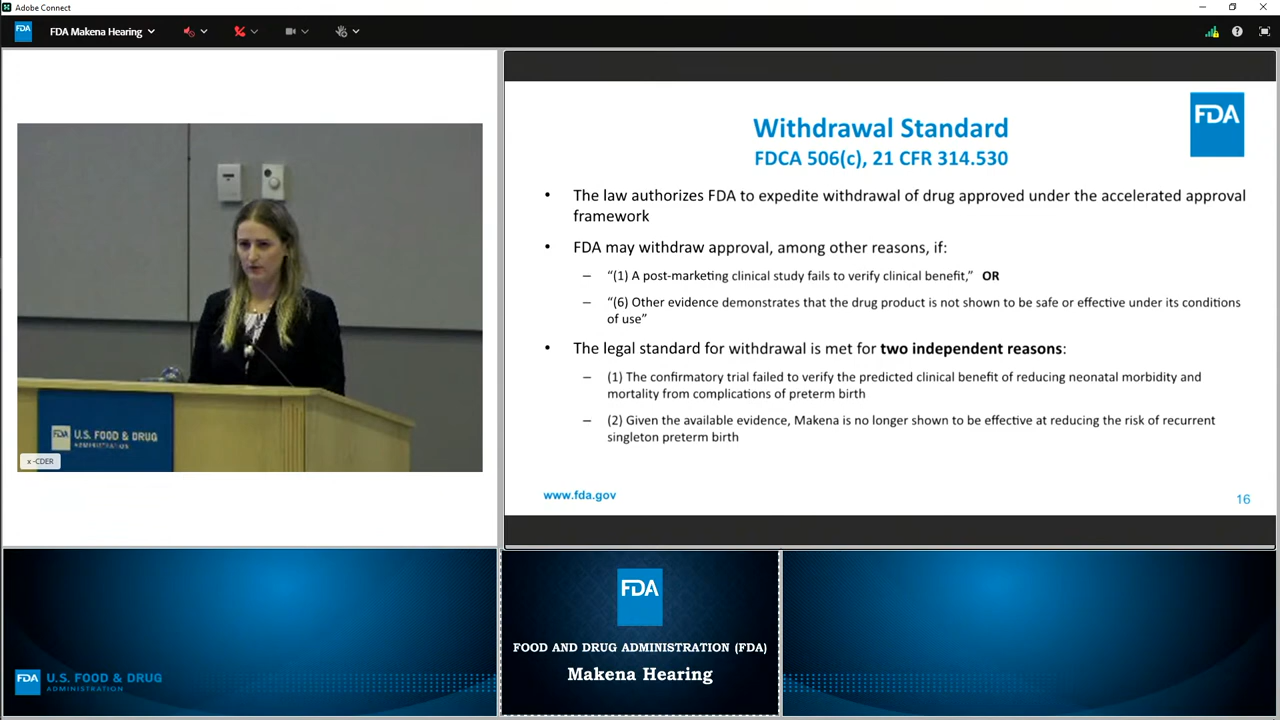 Adobe Connect
FDA
FDA Makena Hearing
FDA
Withdrawal Standard
FDCA 506(c), 21 CFR 314.530
• The law authorizes FDA to expedite withdrawal of drug approved under the accelerated approval
framework
• FDA may withdraw approval, among other reasons, if:
– “(1) A post-marketing clinical study fails to verify clinical benefit,” OR
– “(6) Other evidence demonstrates that the drug product is not shown to be safe or effective under its conditions
of use”
• The legal standard for withdrawal is met for two independent reasons:
– (1) The confirmatory trial failed to verify the predicted clinical benefit of reducing neonatal morbidity and
mortality from complications of preterm birth
– (2) Given the available evidence, Makena is no longer shown to be effective at reducing the risk of recurrent
singleton preterm birth
www.fda.gov
16
FDA U.S. FOOD & DRUG
ADMINISTRATION
x -CDER
FDA
FOOD AND DRUG ADMINISTRATION (FDA)
Makena Hearing
FDA U.S. FOOD & DRUG
ADMINISTRATION